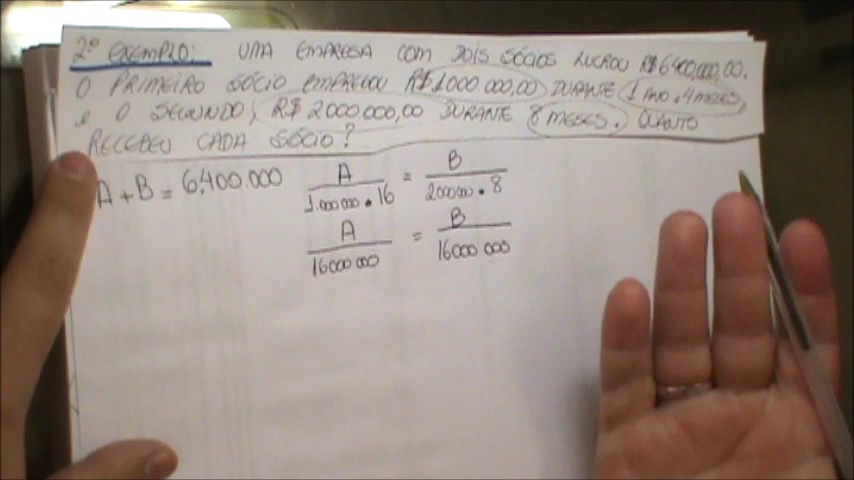 2º EXEMPLO: UMA EMPRESA COM DOIS SÓCIOS LUCROU R$6400.000,00.
O PRIMEIRO SÓCIO EMPREGOU R$1000 000,00 DURANTE 1 ANO e 4 MESES,
e O SEGUNDO, R$ 2000 000,00 DURANTE 8 MESES. QUANTO
RECEBEU CADA SÓCIO?
A + B = 6.400.000
A / 1.000 000 . 16 = B / 2000000 . 8
A / 16000 000 = B / 16000 000